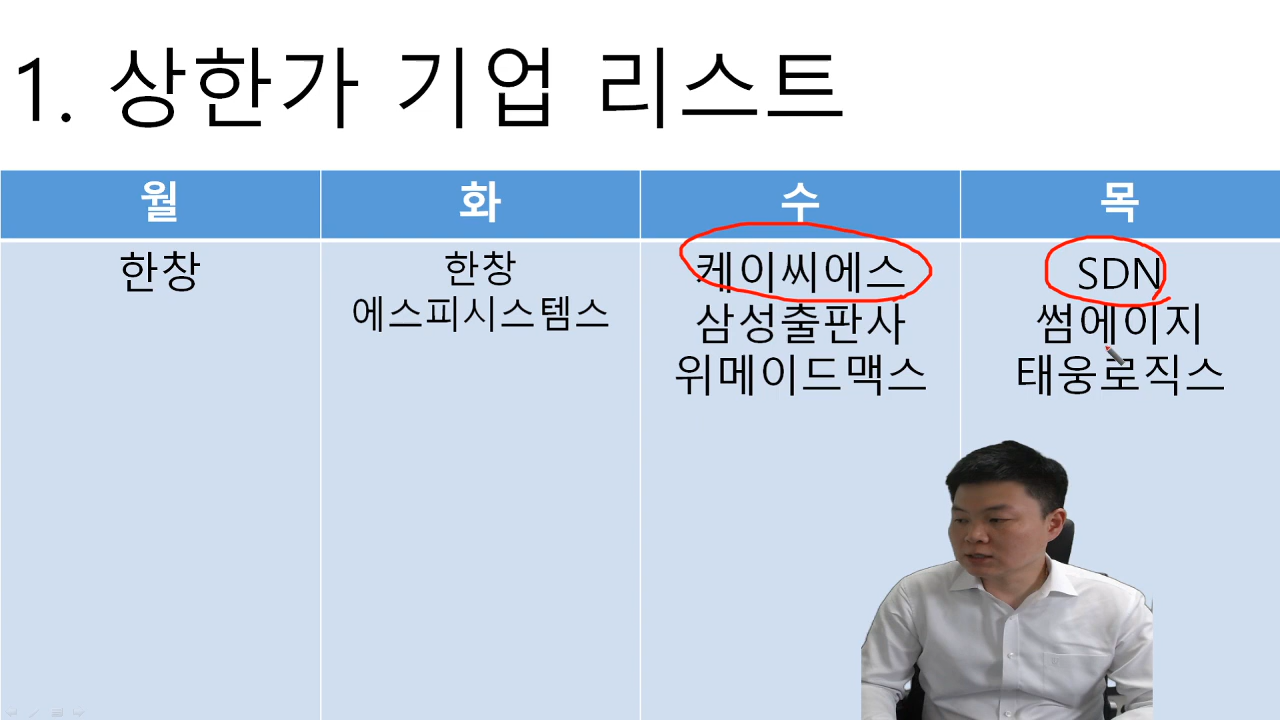 1. 상한가 기업 리스트
월 화 수 목
한창 한창 케이씨에스 SDN
에스피시스템스 삼성출판사 썸에이지
위메이드맥스 태웅로직스